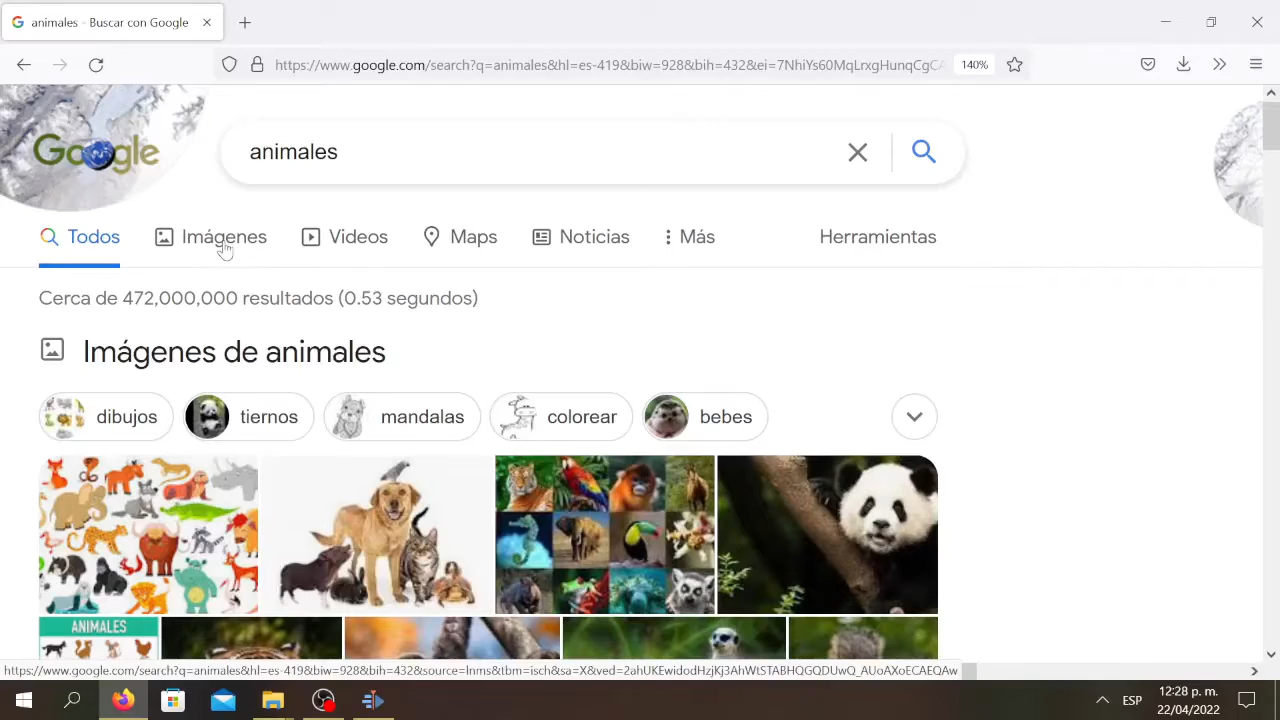 animales - Buscar con Google
https://www.google.com/search?q=animales&hl=es-419&biw=928&bih=432&ei=7NhiYs60MqLrxgHunqCgCA
140%
Google
animales
Todos
Imágenes
Videos
Maps
Noticias
Más
Herramientas
Cerca de 472,000,000 resultados (0.53 segundos)
Imágenes de animales
dibujos
tiernos
mandalas
colorear
bebes
ANIMALES
https://www.google.com/search?q=animales&hl=es-419&biw=928&bih=432&source=lnms&tbm=isch&sa=X&ved=2ahUKEwidodHzjKj3AhWtSTABHQGQDUwQ_AUoAXoECAEQAw
ESP
12:28 p. m.
22/04/2022